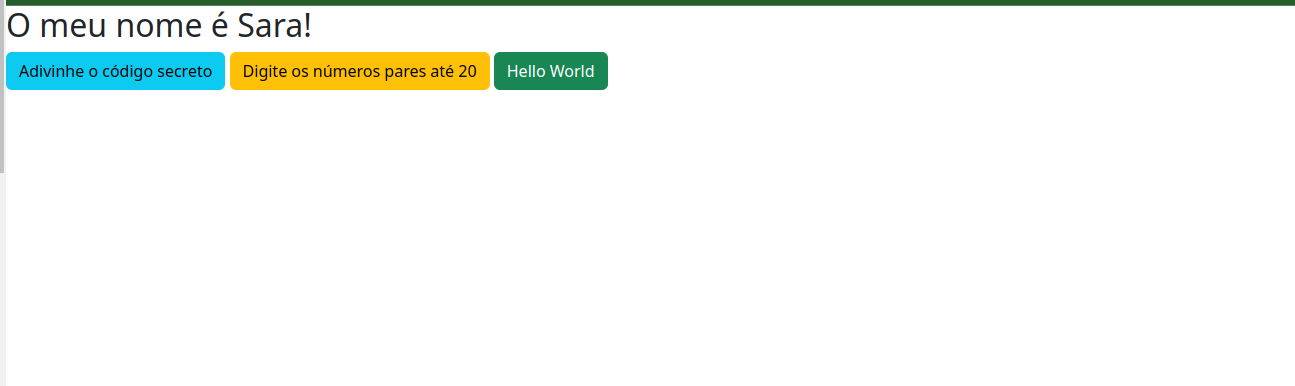 O meu nome é Sara!
Adivinhe o código secreto Digite os números pares até 20 Hello World